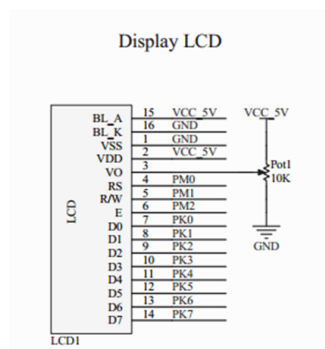 Display LCD
BL_A 15 VCC_5V VCC_5V
BL_K 16 GND
VSS 1 GND
VDD 2 VCC_5V
VO 3 Pot1
RS 4 PM0 10K
R/W 5 PM1
E 6 PM2
D0 7 PK0
D1 8 PK1 GND
D2 9 PK2
D3 10 PK3
D4 11 PK4
D5 12 PK5
D6 13 PK6
D7 14 PK7
LCD
LCD1